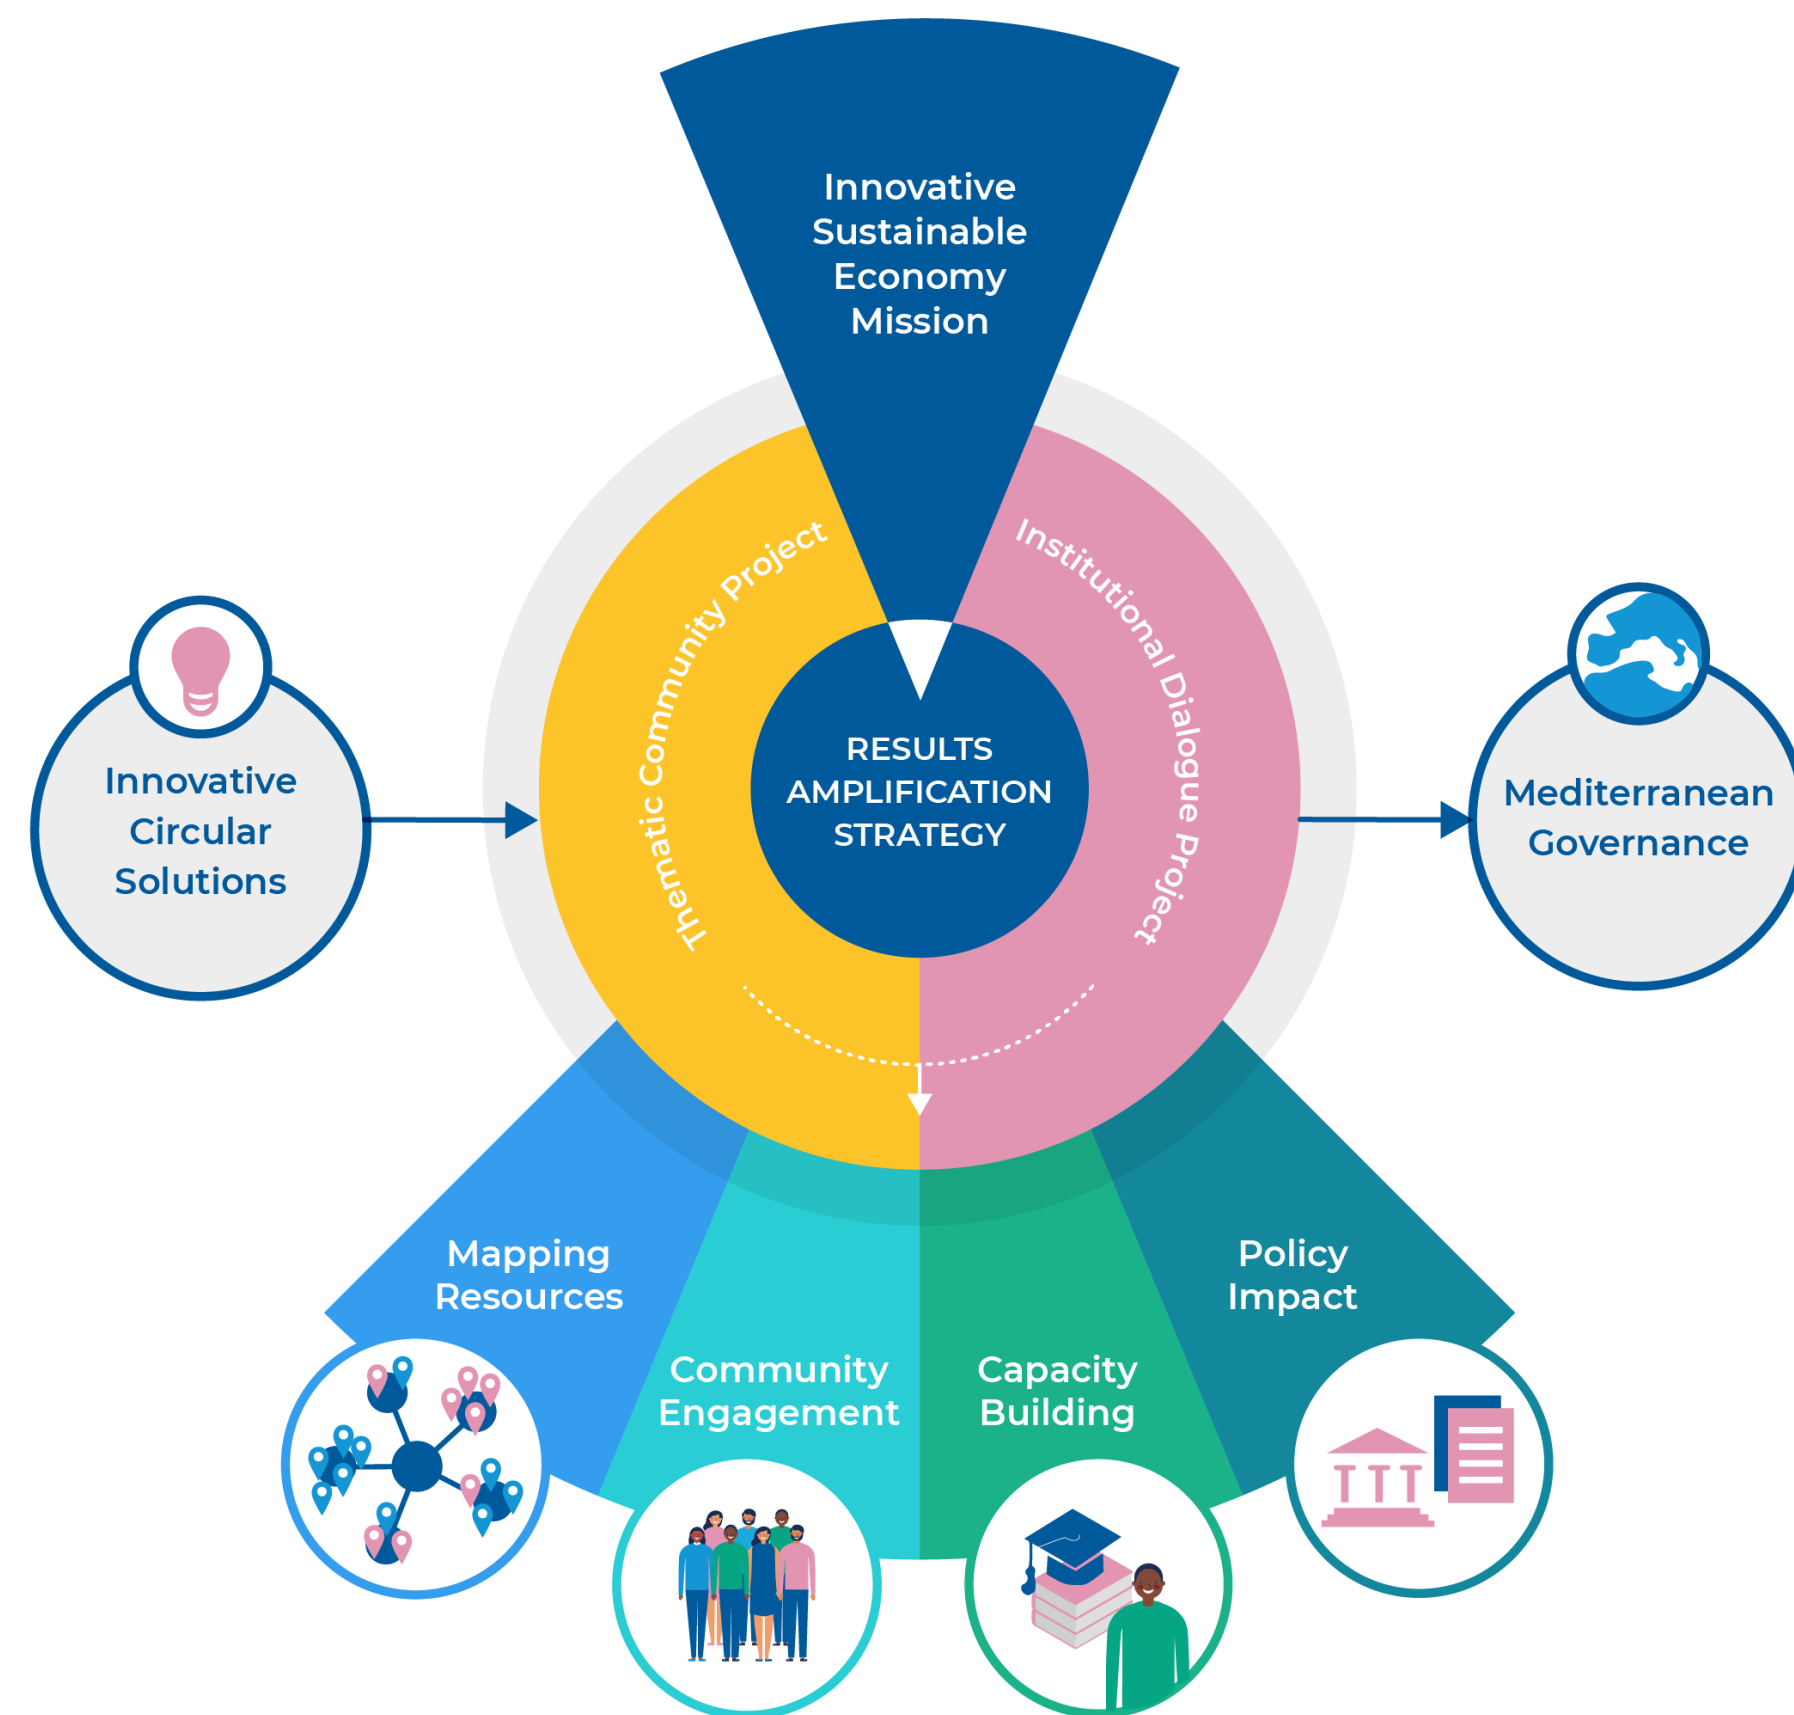 Innovative
Sustainable
Economy
Mission
Thematic Community Project
Institutional Dialogue Project
RESULTS
AMPLIFICATION
STRATEGY
Innovative
Circular
Solutions
Mediterranean
Governance
Mapping
Resources
Community
Engagement
Capacity
Building
Policy
Impact